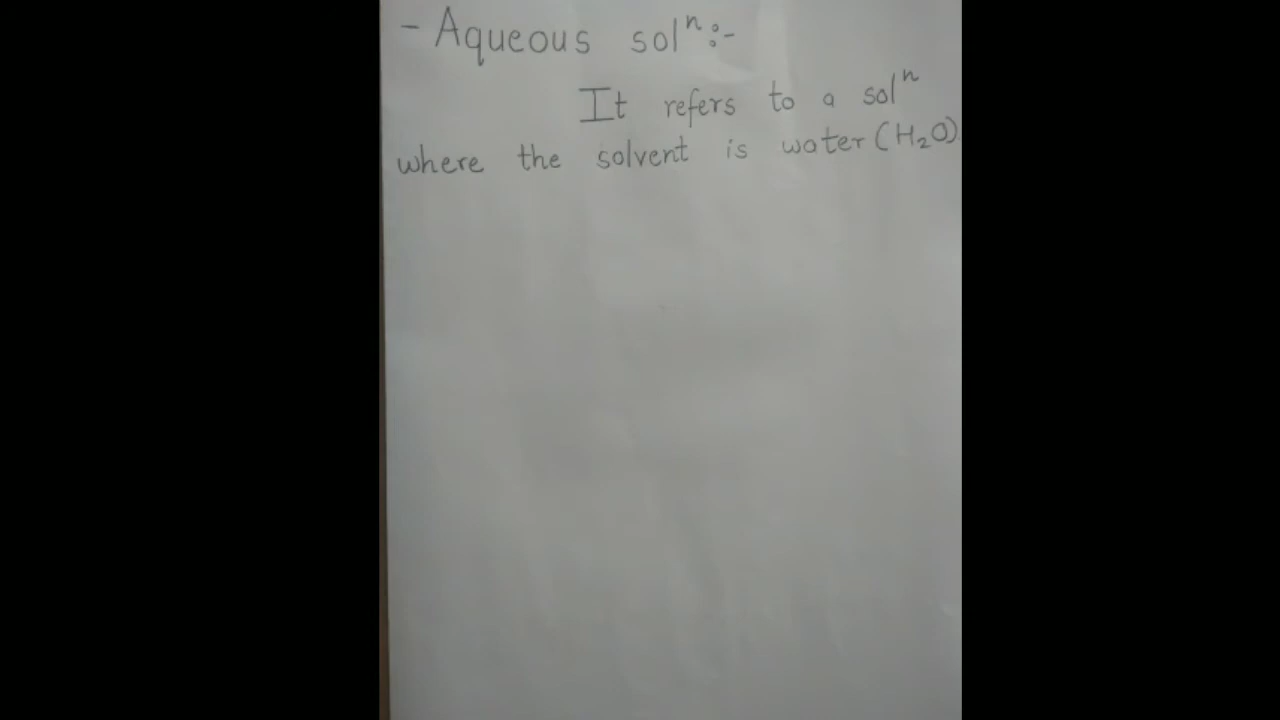 - Aqueous solⁿ:-
It refers to a solⁿ
where the solvent is water (H₂O)